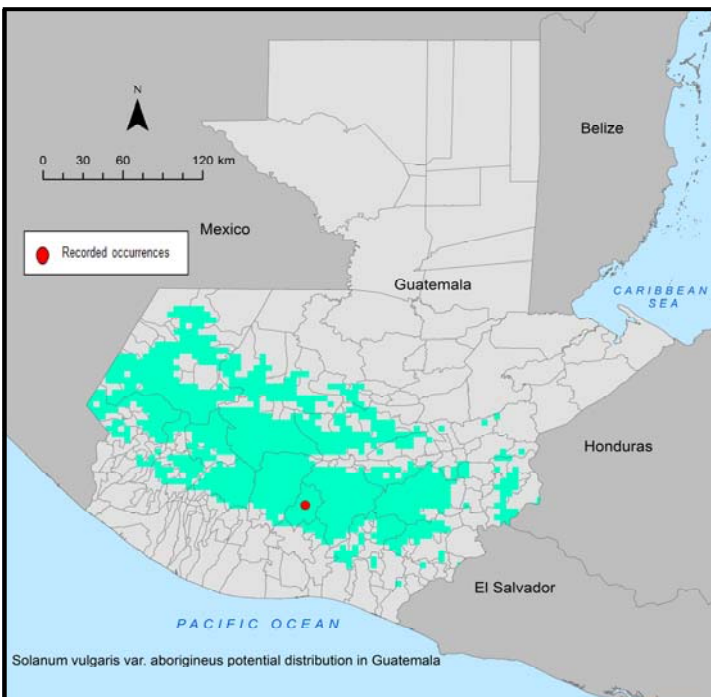 N
0 30 60 120 km
Belize
Mexico
Recorded occurrences
Guatemala
CARIBBEAN
SEA
Honduras
El Salvador
PACIFIC OCEAN
Solanum vulgaris var. aborigineus potential distribution in Guatemala